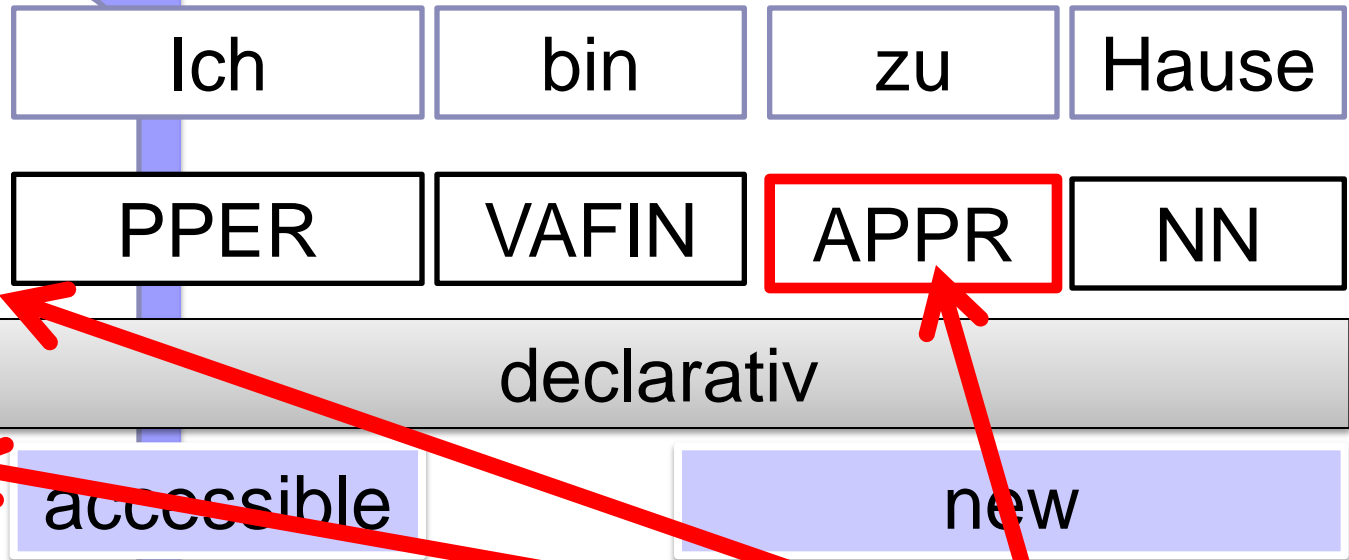 Ich bin zu Hause
PPER VAFIN APPR NN
declarativ
accessible new